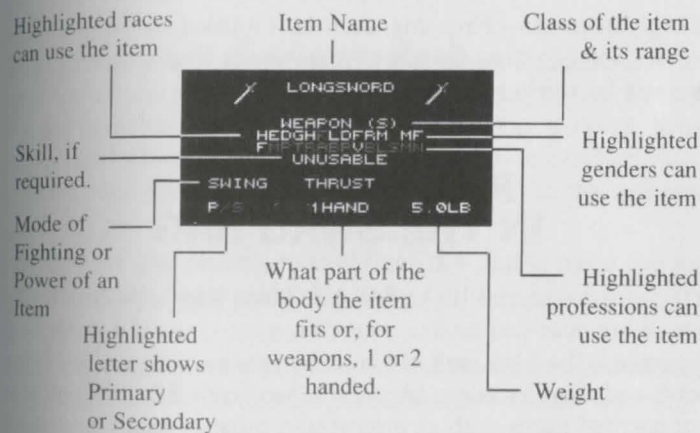 Highlighted races
can use the item
Item Name
Class of the item
& its range
LONGSWORD
WEAPON (S)
HEDGHFLDFRM MF
FMPTRABPVBLSMN
UNUSABLE
SWING THRUST
P/S 1HAND 5.0LB
Skill, if
required.
Mode of
Fighting or
Power of an
Item
Highlighted
letter shows
Primary
or Secondary
What part of the
body the item
fits or, for
weapons, 1 or 2
handed.
Highlighted
genders can
use the item
Highlighted
professions can
use the item
Weight